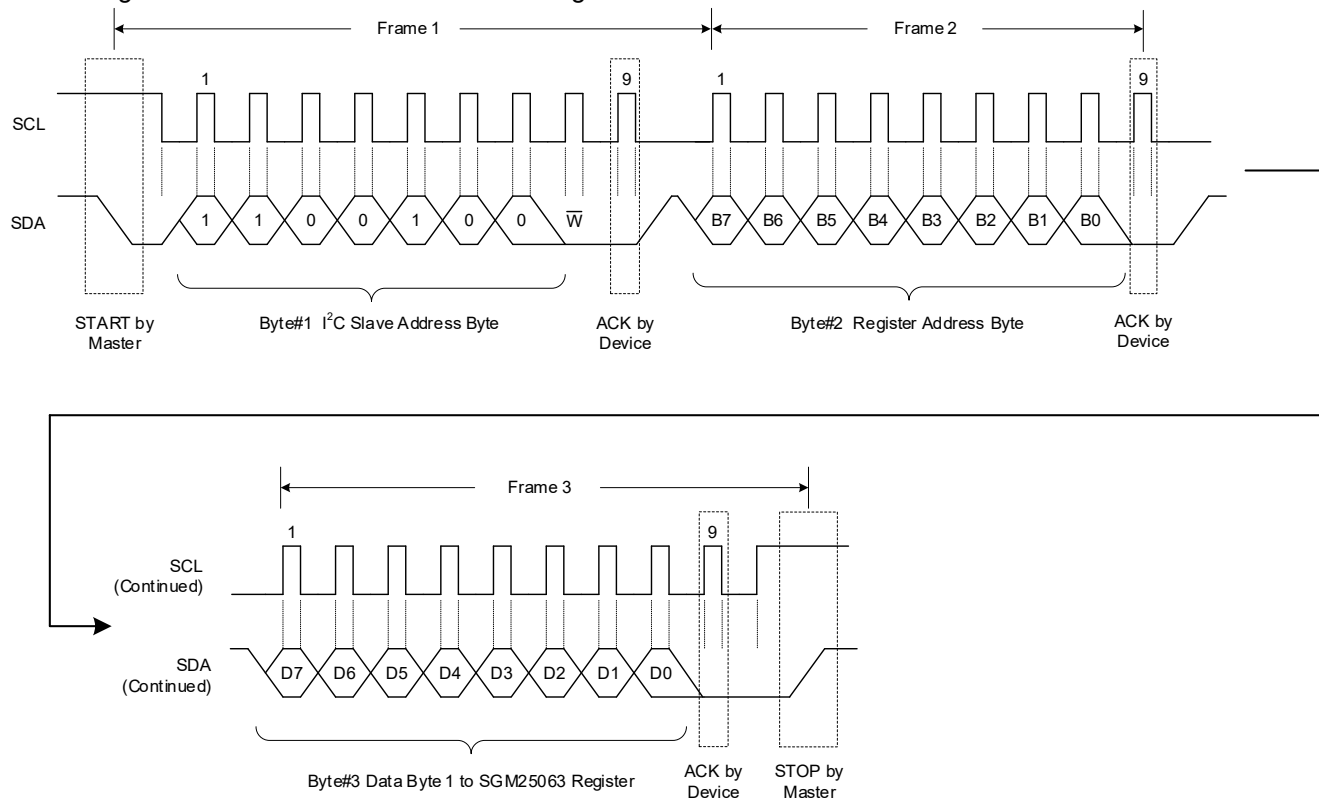 Frame 1
Frame 2
1
9
1
9
SCL
SDA
1 1 0 0 1 0 0 W̅
B7 B6 B5 B4 B3 B2 B1 B0
START by
Master
Byte#1 I²C Slave Address Byte
ACK by
Device
Byte#2 Register Address Byte
ACK by
Device
Frame 3
1
9
SCL
(Continued)
SDA
(Continued)
D7 D6 D5 D4 D3 D2 D1 D0
Byte#3 Data Byte 1 to SGM25063 Register
ACK by
Device
STOP by
Master